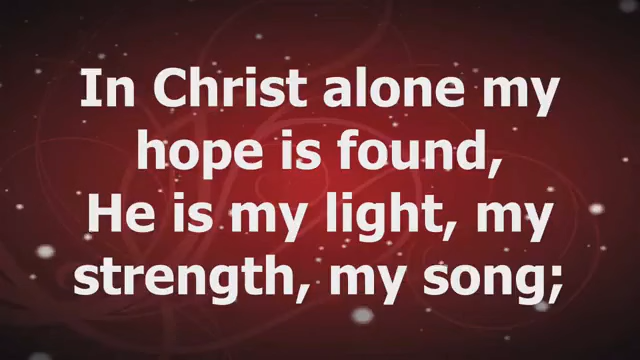 In Christ alone my
hope is found,
He is my light, my
strength, my song;